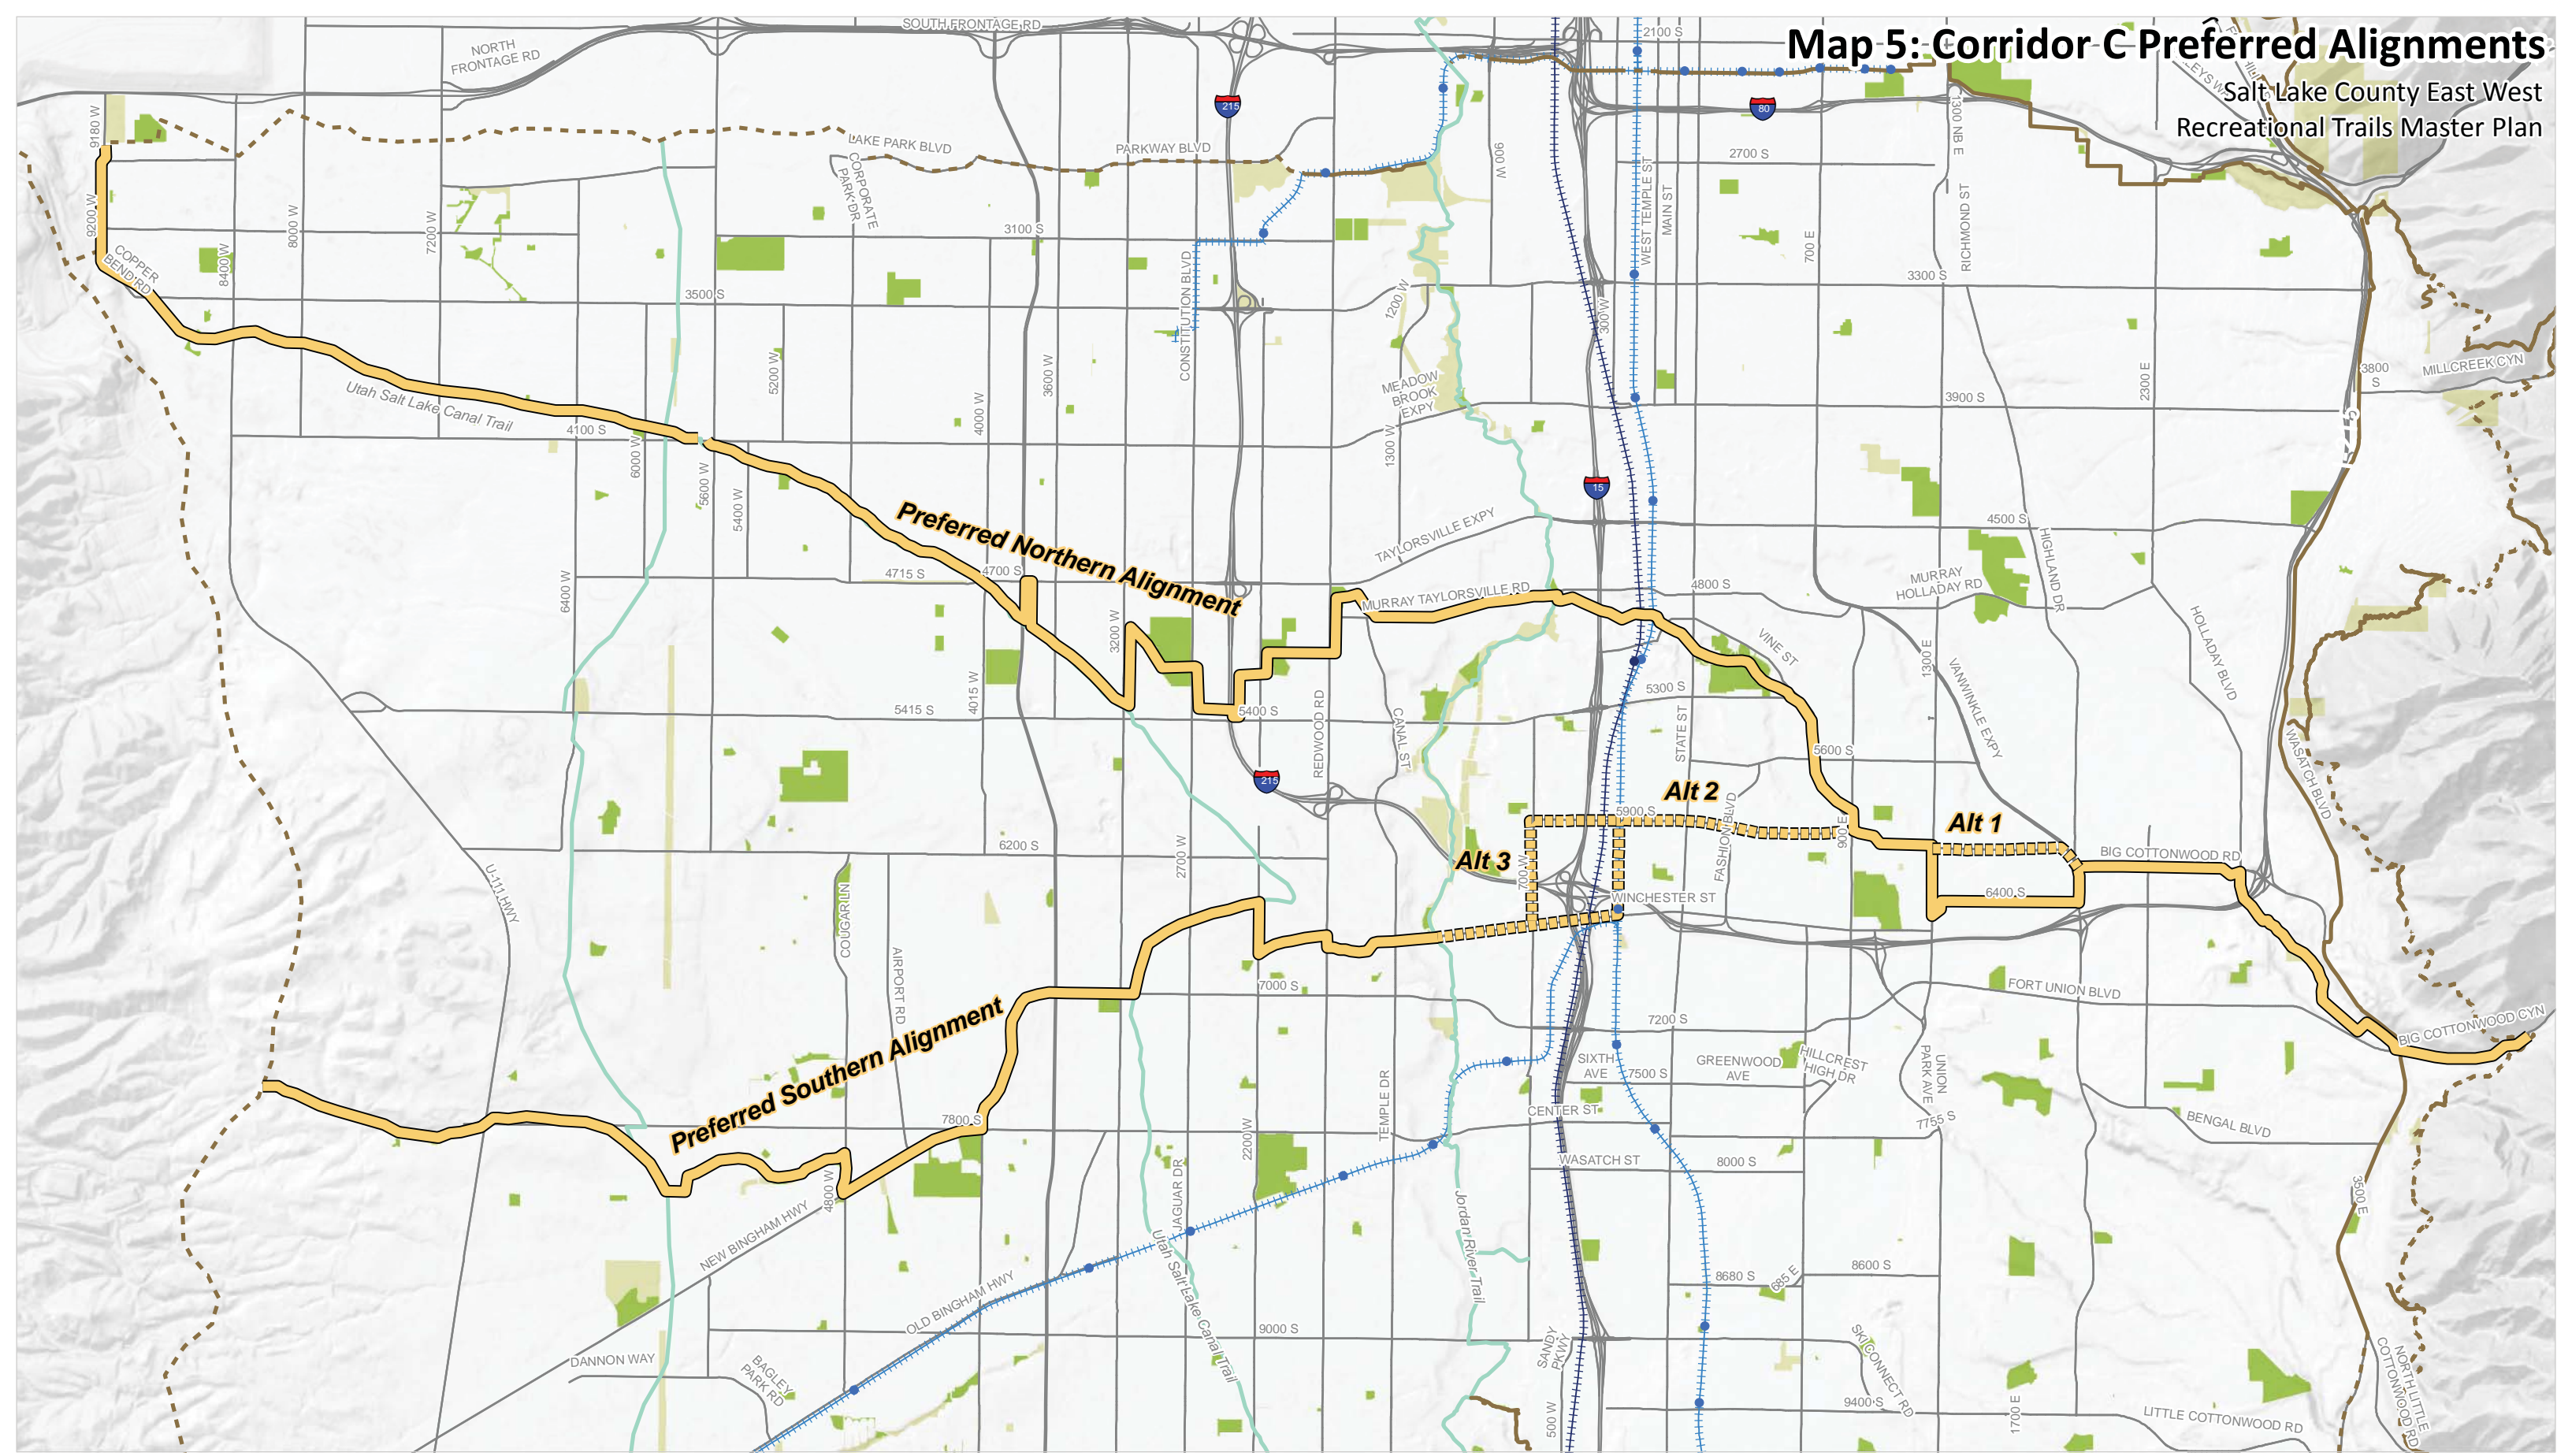 Map 5: Corridor C Preferred Alignments
Salt Lake County East West
Recreational Trails Master Plan
SOUTH FRONTAGE RD
NORTH
FRONTAGE RD
2100 S
215
80
9180 W
1300 NB E
LAKE PARK BLVD
PARKWAY BLVD
900 W
2700 S
CORPORATE
PARK DR
WEST TEMPLE ST
MAIN ST
RICHMOND ST
9200 W
8000 W
7200 W
8400 W
3100 S
700 E
COPPER
BEND RD
3300 S
CONSTITUTION BLVD
3500 S
1200 W
300 W
5200 W
3600 W
MEADOW
BROOK
EXPY
2300 E
3800
S
MILLCREEK CYN
Utah Salt Lake Canal Trail
4000 W
3900 S
4100 S
6000 W
1300 W
5600 W
5400 W
15
Preferred Northern Alignment
TAYLORSVILLE EXPY
4500 S
HIGHLAND DR
4715 S
4700 S
6400 W
MURRAY TAYLORSVILLE RD
4800 S
MURRAY
HOLLADAY RD
3200 W
VINE ST
HOLLADAY BLVD
1300 E
VANWINKLE EXPY
4015 W
5300 S
5415 S
5400 S
REDWOOD RD
CANAL ST
STATE ST
5600 S
WASATCH BLVD
215
Alt 2
5900 S
FASHION BLVD
Alt 1
900 E
6200 S
2700 W
Alt 3
700 W
BIG COTTONWOOD RD
U-111 HWY
COUGAR LN
WINCHESTER ST
6400 S
AIRPORT RD
7000 S
FORT UNION BLVD
Preferred Southern Alignment
7200 S
BIG COTTONWOOD CYN
SIXTH
AVE
GREENWOOD
AVE
HILLCREST
HIGH DR
UNION
PARK AVE
7500 S
TEMPLE DR
7800 S
CENTER ST
7755 S
BENGAL BLVD
2200 W
WASATCH ST
8000 S
4800 W
JAGUAR DR
3500 E
NEW BINGHAM HWY
Utah Salt Lake Canal Trail
Jordan River Trail
OLD BINGHAM HWY
8680 S
685 E
8600 S
9000 S
SANDY
PKWY
SKI CONNECT RD
DANNON WAY
BAGLEY
PARK RD
500 W
9400 S
1700 E
LITTLE COTTONWOOD RD
NORTH LITTLE
COTTONWOOD RD